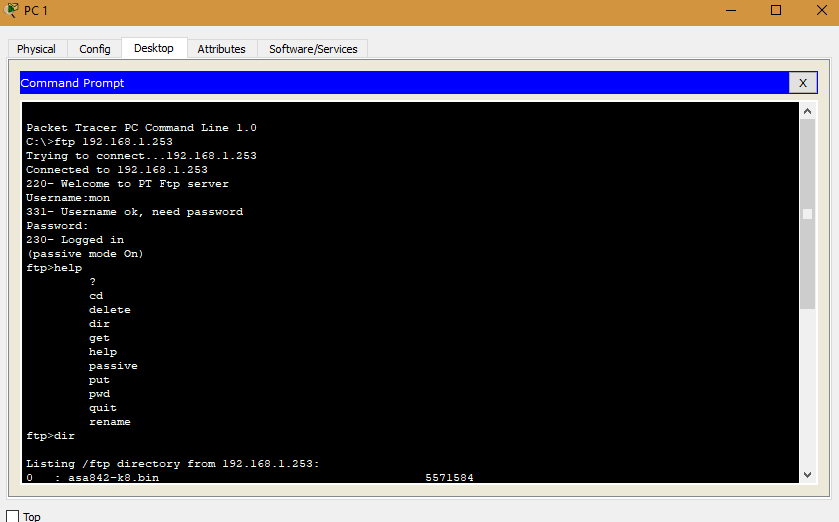 PC 1
Physical Config Desktop Attributes Software/Services
Command Prompt X
Packet Tracer PC Command Line 1.0
C:\>ftp 192.168.1.253
Trying to connect...192.168.1.253
Connected to 192.168.1.253
220- Welcome to PT Ftp server
Username:mon
331- Username ok, need password
Password:
230- Logged in
(passive mode On)
ftp>help
?
cd
delete
dir
get
help
passive
put
pwd
quit
rename
ftp>dir
Listing /ftp directory from 192.168.1.253:
0 : asa842-k8.bin 5571584
Top